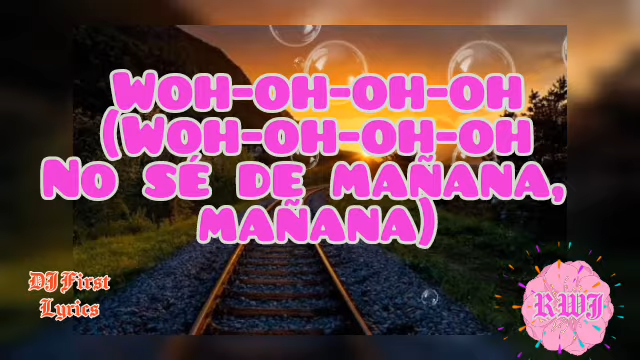 Woh-oh-oh-oh
(Woh-oh-oh-oh
No sé de mañana,
mañana)
DJ First
Lyrics
RWJ